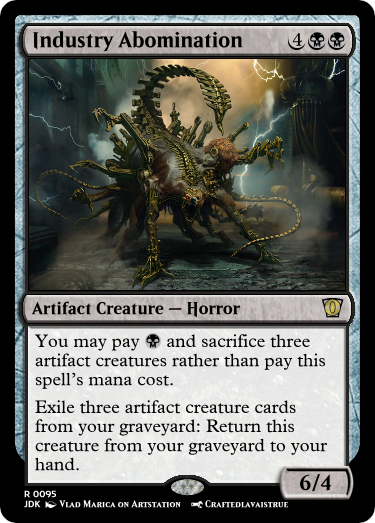 Industry Abomination 4
Artifact Creature — Horror
You may pay and sacrifice three
artifact creatures rather than pay this
spell's mana cost.
Exile three artifact creature cards
from your graveyard: Return this
creature from your graveyard to your
hand.
6/4
R 0095
JDK Vlad Marica on Artstation Craftedlavaistrue